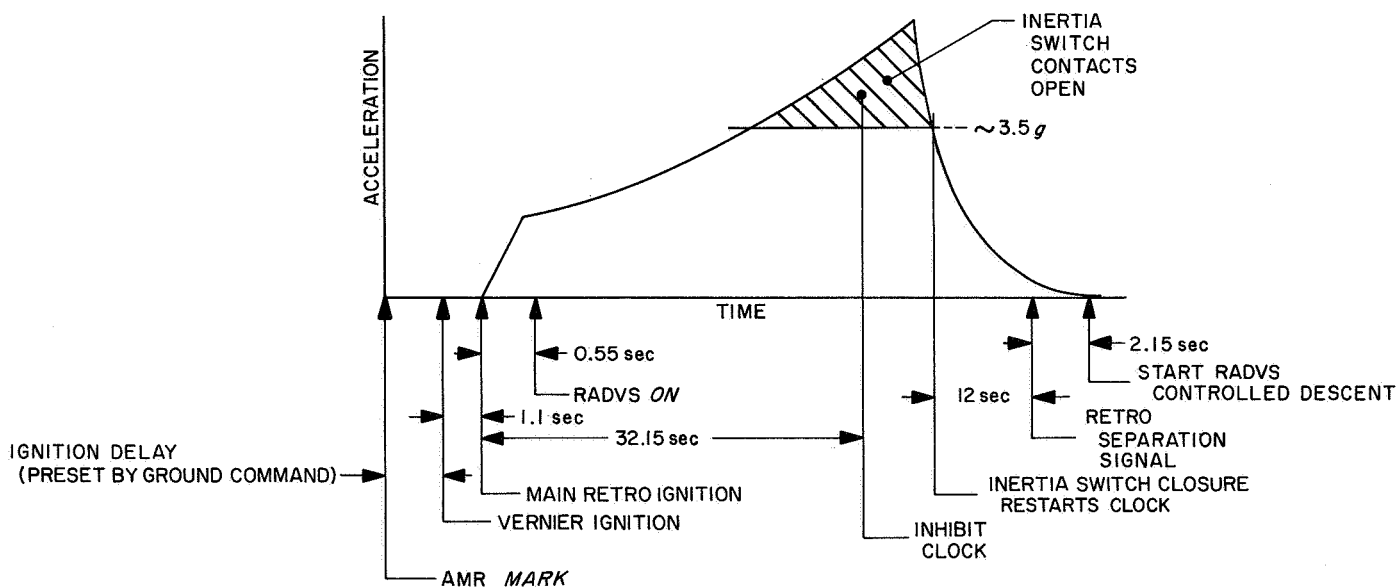 INERTIA
SWITCH
CONTACTS
OPEN
ACCELERATION
~3.5 g
TIME
0.55 sec
2.15 sec
START RADVS
CONTROLLED DESCENT
RADVS ON
12 sec
1.1 sec
RETRO
SEPARATION
SIGNAL
32.15 sec
IGNITION DELAY
(PRESET BY GROUND COMMAND)
MAIN RETRO IGNITION
INERTIA SWITCH CLOSURE
RESTARTS CLOCK
VERNIER IGNITION
INHIBIT
CLOCK
AMR MARK